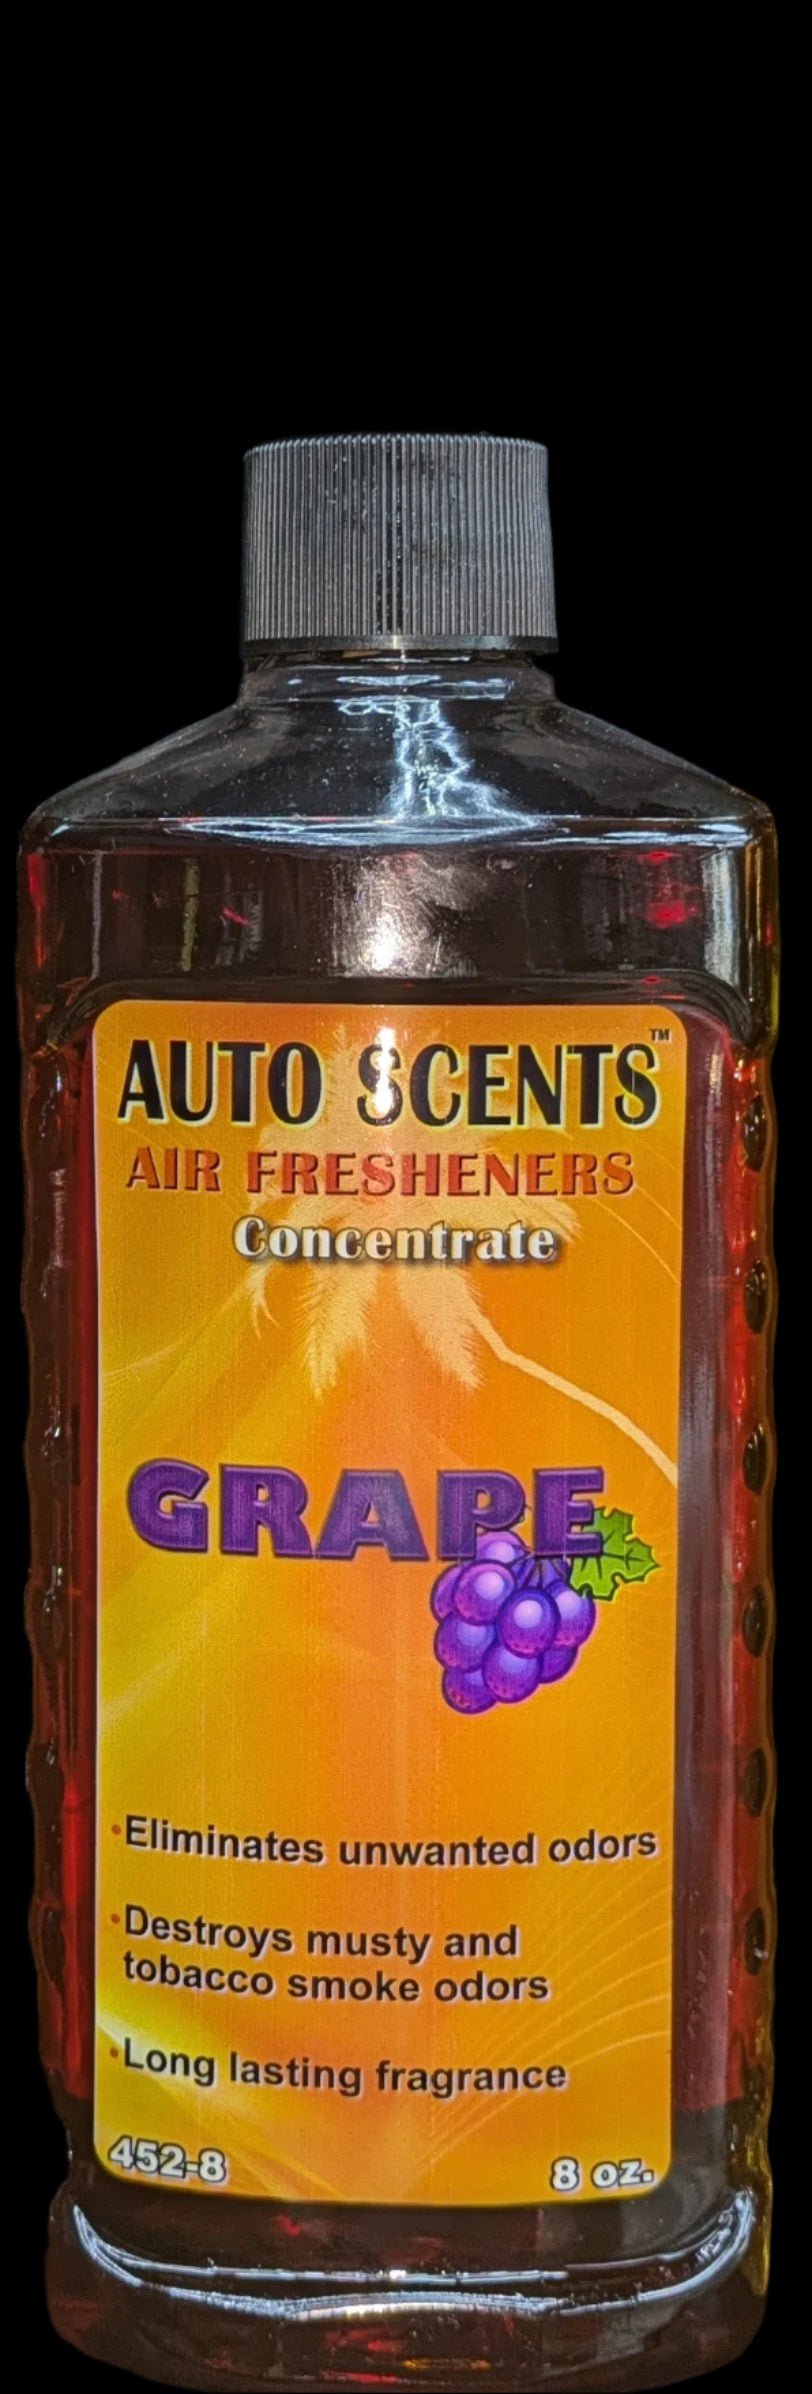 AUTO SCENTS™
AIR FRESHENERS
Concentrate
GRAPE
•Eliminates unwanted odors
•Destroys musty and
tobacco smoke odors
•Long lasting fragrance
452-8 8 oz.